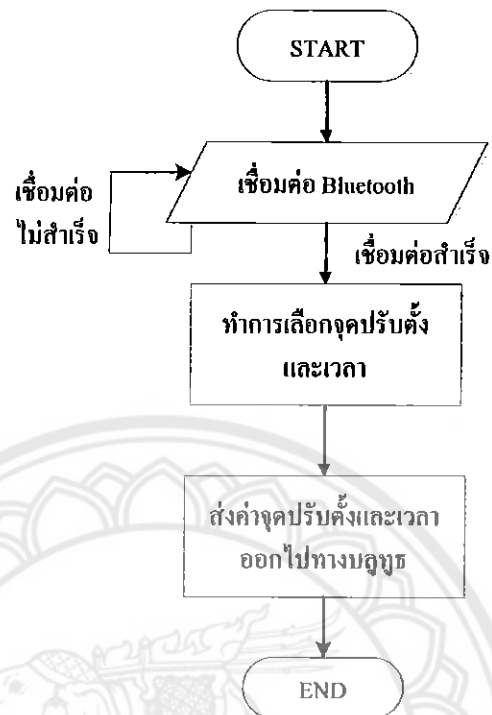 START
เชื่อมต่อ Bluetooth
เชื่อมต่อ
ไม่สำเร็จ
เชื่อมต่อสำเร็จ
ทำการเลือกจุดปรับตั้ง
และเวลา
ส่งค่าจุดปรับตั้งและเวลา
ออกไปทางบลูทูธ
END